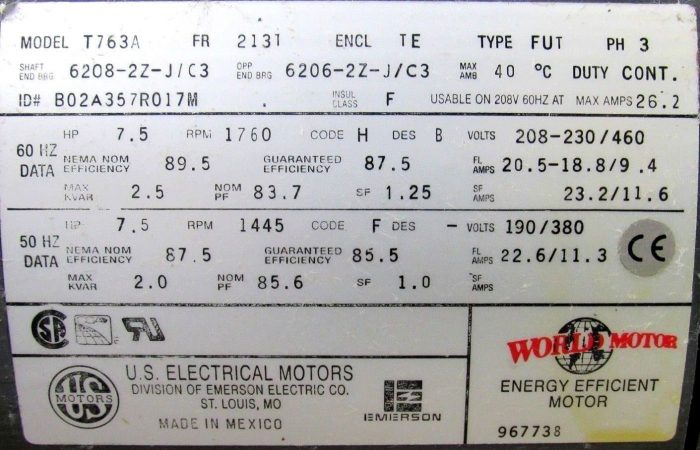 MODEL T763A FR 213T ENCL TE TYPE FUT PH 3
SHAFT END BRG 6208-2Z-J/C3 OPP END BRG 6206-2Z-J/C3 MAX AMB 40 °C DUTY CONT.
ID# B02A357R017M INSUL CLASS F USABLE ON 208V 60HZ AT MAX AMPS 26.2
60 HZ DATA
HP 7.5 RPM 1760 CODE H DES B VOLTS 208-230/460
NEMA NOM EFFICIENCY 89.5 GUARANTEED EFFICIENCY 87.5 FL AMPS 20.5-18.8/9.4
MAX KVAR 2.5 NOM PF 83.7 SF 1.25 SF AMPS 23.2/11.6
50 HZ DATA
HP 7.5 RPM 1445 CODE F DES - VOLTS 190/380
NEMA NOM EFFICIENCY 87.5 GUARANTEED EFFICIENCY 85.5 FL AMPS 22.6/11.3 CE
MAX KVAR 2.0 NOM PF 85.6 SF 1.0 SF AMPS
US MOTORS
U.S. ELECTRICAL MOTORS
DIVISION OF EMERSON ELECTRIC CO.
ST. LOUIS, MO
MADE IN MEXICO
EMERSON
WORLD MOTOR
ENERGY EFFICIENT
MOTOR
967738